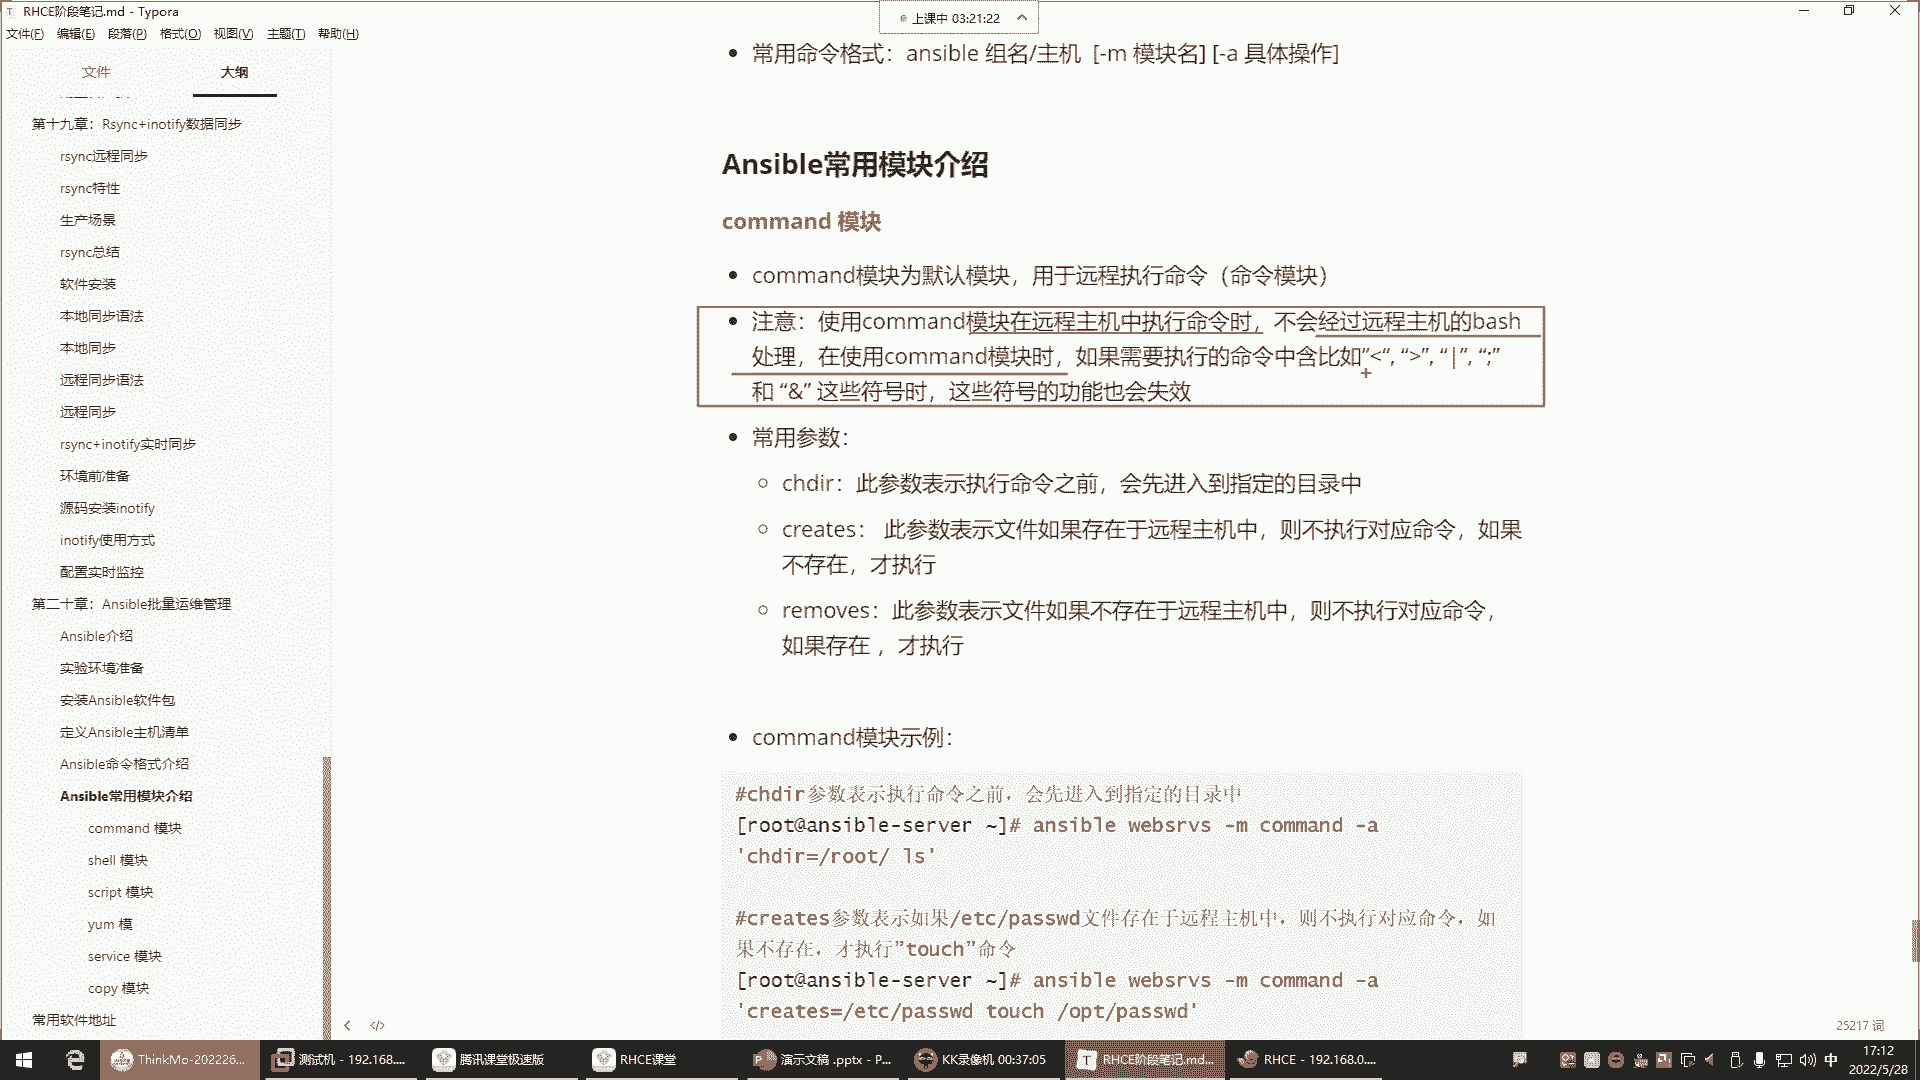 RHCE阶段笔记.md - Typora
上课中 03:21:22
文件(F) 编辑(E) 段落(P) 格式(O) 视图(V) 主题(T) 帮助(H)
文件 大纲
第十九章：Rsync+inotify数据同步
rsync远程同步
rsync特性
生产场景
rsync总结
软件安装
本地同步语法
本地同步
远程同步语法
远程同步
rsync+inotify实时同步
环境前准备
源码安装inotify
inotify使用方式
配置实时监控
第二十章：Ansible批量运维管理
Ansible介绍
实验环境准备
安装Ansible软件包
定义Ansible主机清单
Ansible命令格式介绍
Ansible常用模块介绍
command 模块
shell 模块
script 模块
yum 模
service 模块
copy 模块
常用软件地址
常用命令格式：ansible 组名/主机 [-m 模块名] [-a 具体操作]
Ansible常用模块介绍
command 模块
command模块为默认模块，用于远程执行命令（命令模块）
注意：使用command模块在远程主机中执行命令时，不会经过远程主机的bash
处理，在使用command模块时，如果需要执行的命令中含比如”<“, “>”, “|”, “;”
和 “&” 这些符号时，这些符号的功能也会失效
常用参数：
chdir：此参数表示执行命令之前，会先进入到指定的目录中
creates： 此参数表示文件如果存在于远程主机中，则不执行对应命令，如果
不存在，才执行
removes：此参数表示文件如果不存在于远程主机中，则不执行对应命令，
如果存在 ，才执行
command模块示例：
#chdir参数表示执行命令之前，会先进入到指定的目录中
[root@ansible-server ~]# ansible websrvs -m command -a
'chdir=/root/ ls'
#creates参数表示如果/etc/passwd文件存在于远程主机中，则不执行对应命令，如
果不存在，才执行”touch”命令
[root@ansible-server ~]# ansible websrvs -m command -a
'creates=/etc/passwd touch /opt/passwd'
25217 词
ThinkMo-202226...
测试机 - 192.168....
腾讯课堂极速版
RHCE课堂
演示文稿 .pptx - P...
KK录像机 00:37:05
RHCE阶段笔记.md...
RHCE - 192.168.0....
中
17:12
2022/5/28